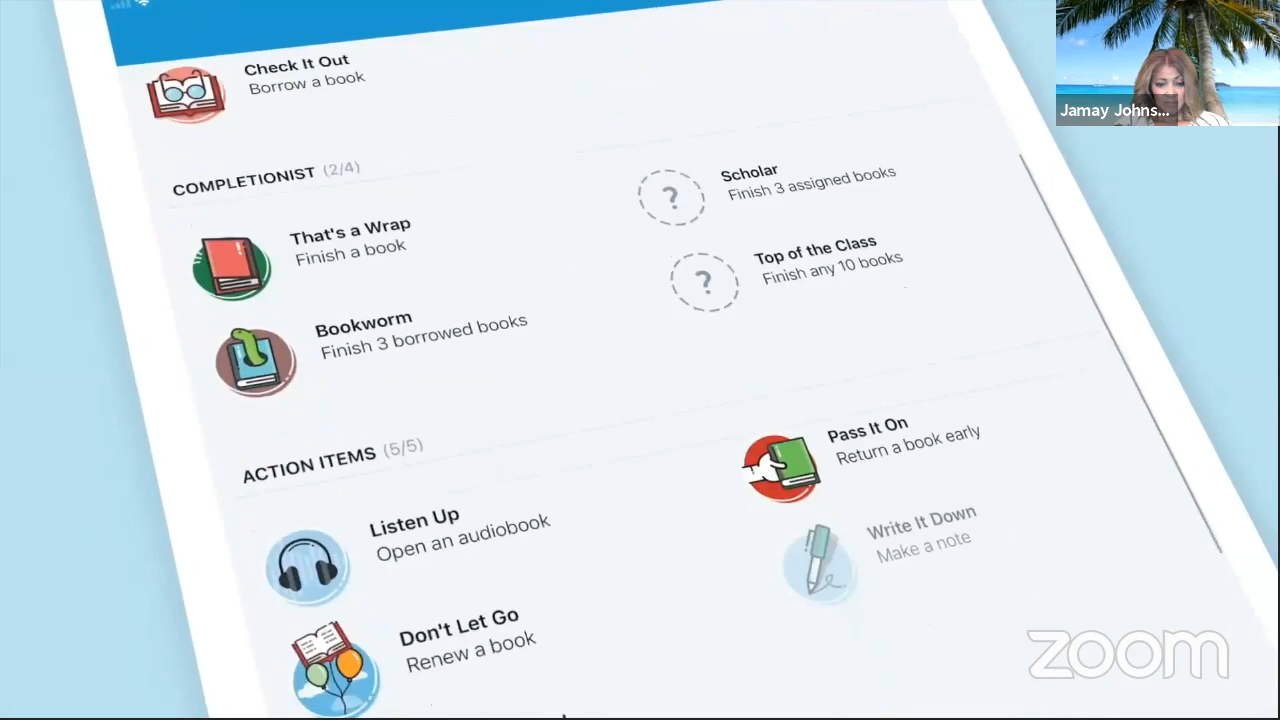 Check It Out
Borrow a book
COMPLETIONIST (2/4)
That's a Wrap
Finish a book
Bookworm
Finish 3 borrowed books
?
Scholar
Finish 3 assigned books
?
Top of the Class
Finish any 10 books
ACTION ITEMS (5/5)
Listen Up
Open an audiobook
Don't Let Go
Renew a book
Pass It On
Return a book early
Write It Down
Make a note
Jamay Johns...
zoom